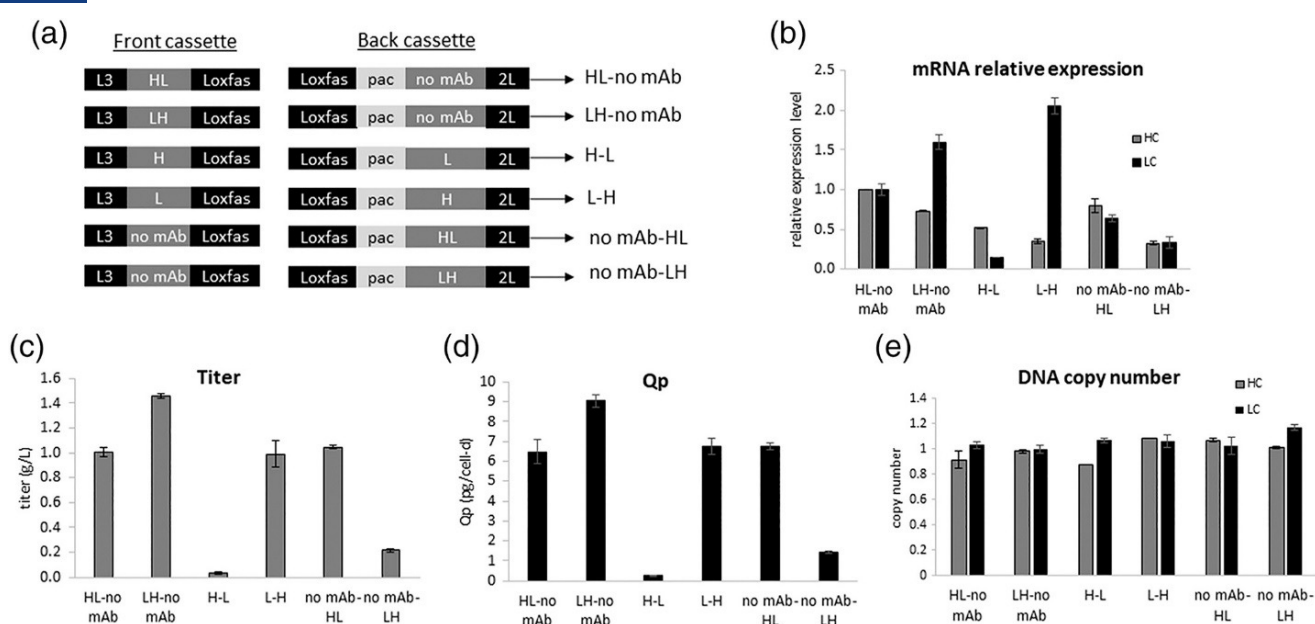 (a)
Front cassette Back cassette
L3 HL Loxfas Loxfas pac no mAb 2L HL-no mAb
L3 LH Loxfas Loxfas pac no mAb 2L LH-no mAb
L3 H Loxfas Loxfas pac L 2L H-L
L3 L Loxfas Loxfas pac H 2L L-H
L3 no mAb Loxfas Loxfas pac HL 2L no mAb-HL
L3 no mAb Loxfas Loxfas pac LH 2L no mAb-LH
(b)
mRNA relative expression
relative expression level
2.5
2.0
1.5
1.0
0.5
0.0
HC
LC
HL-no LH-no H-L L-H no mAb- no mAb-
mAb mAb HL LH
(c)
Titer
titer (g/L)
1.6
1.4
1.2
1.0
0.8
0.6
0.4
0.2
0.0
HL-no LH-no H-L L-H no mAb- no mAb-
mAb mAb HL LH
(d)
Qp
Qp (pg/cell-d)
10
9
8
7
6
5
4
3
2
1
0
HL-no LH-no H-L L-H no mAb- no mAb-
mAb mAb HL LH
(e)
DNA copy number
copy number
1.4
1.2
1
0.8
0.6
0.4
0.2
0
HC
LC
HL-no LH-no H-L L-H no mAb- no mAb-
mAb mAb HL LH